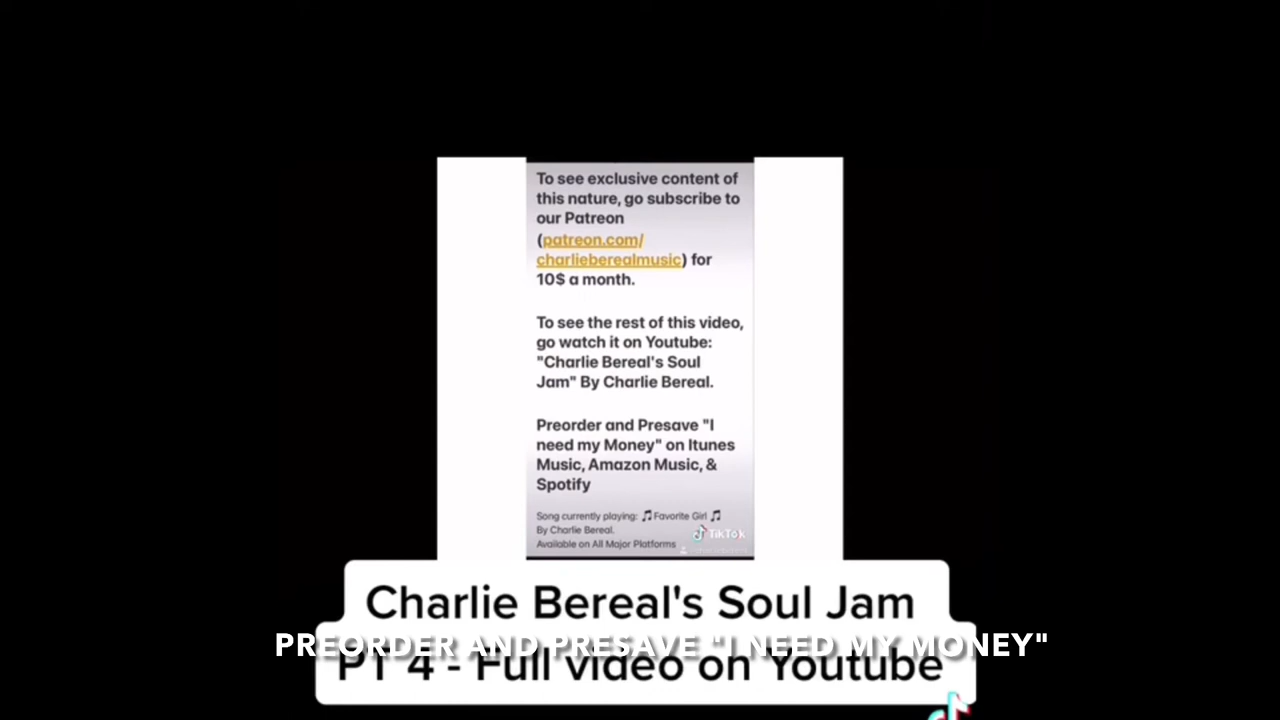 To see exclusive content of
this nature, go subscribe to
our Patreon
(patreon.com/
charlieberealmusic) for
10$ a month.
To see the rest of this video,
go watch it on Youtube:
"Charlie Bereal's Soul
Jam" By Charlie Bereal.
Preorder and Presave "I
need my Money" on Itunes
Music, Amazon Music, &
Spotify
Song currently playing: 🎵Favorite Girl 🎵
By Charlie Bereal.
Available on All Major Platforms
TikTok
Charlie Bereal's Soul Jam
PREORDER AND PRESAVE "I NEED MY MONEY"
PT 4 - Full video on Youtube